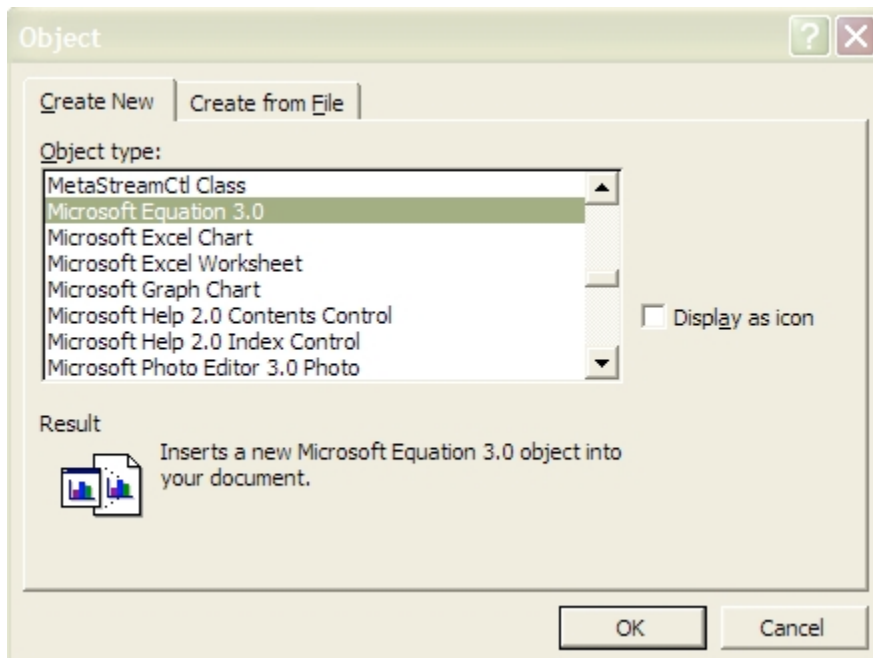 Object
Create New
Create from File
Object type:
MetaStreamCtl Class
Microsoft Equation 3.0
Microsoft Excel Chart
Microsoft Excel Worksheet
Microsoft Graph Chart
Microsoft Help 2.0 Contents Control
Microsoft Help 2.0 Index Control
Microsoft Photo Editor 3.0 Photo
Display as icon
Result
Inserts a new Microsoft Equation 3.0 object into
your document.
OK
Cancel